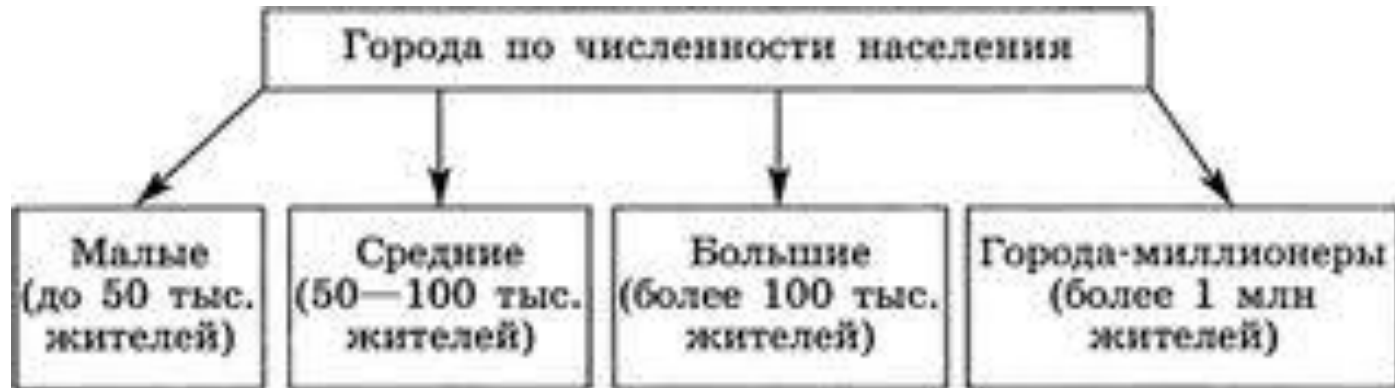 Города по численности населения
Малые
(до 50 тыс.
жителей)
Средние
(50—100 тыс.
жителей)
Большие
(более 100 тыс.
жителей)
Города-миллионеры
(более 1 млн
жителей)